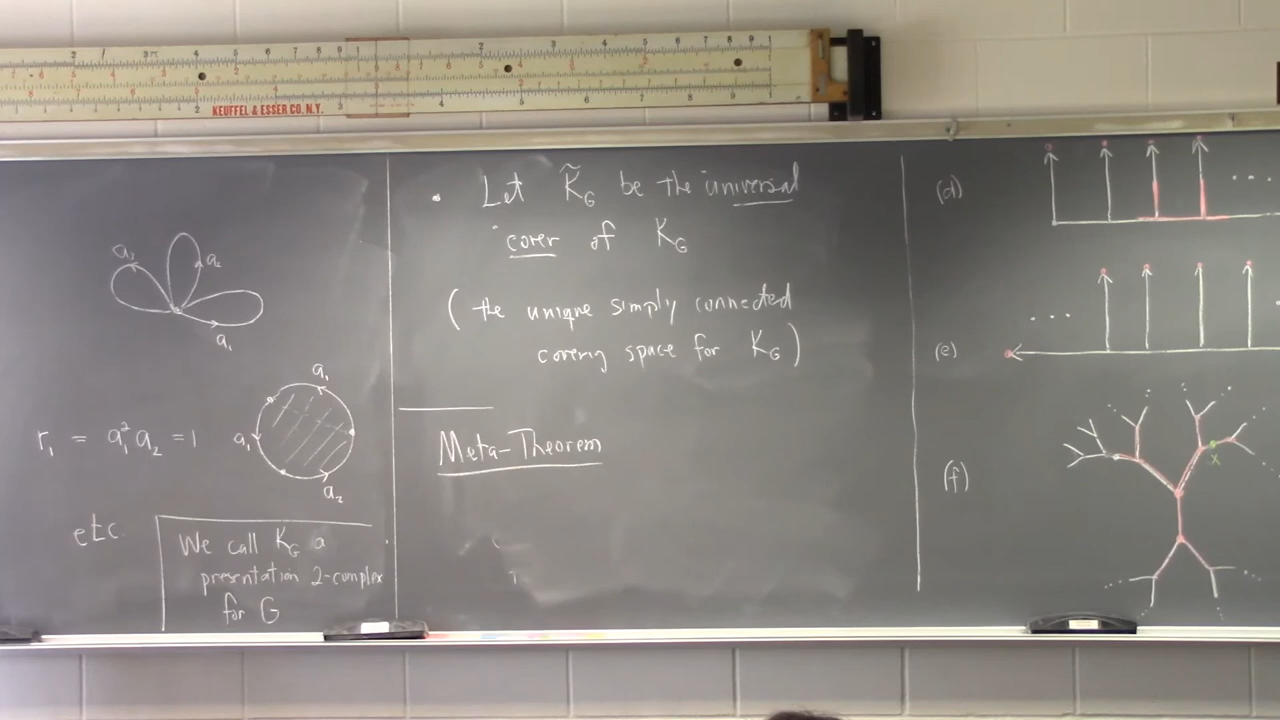 KEUFFEL & ESSER CO. N.Y.
a₃
a₂
a₁
a₁
r₁ = a₁²a₂ = 1
a₁
a₂
etc.
We call K_G a
presentation 2-complex
for G
• Let K̃_G be the universal
cover of K_G
(the unique simply connected
covering space for K_G)
Meta-Theorem
(d)
....
(e)
....
(f)
x